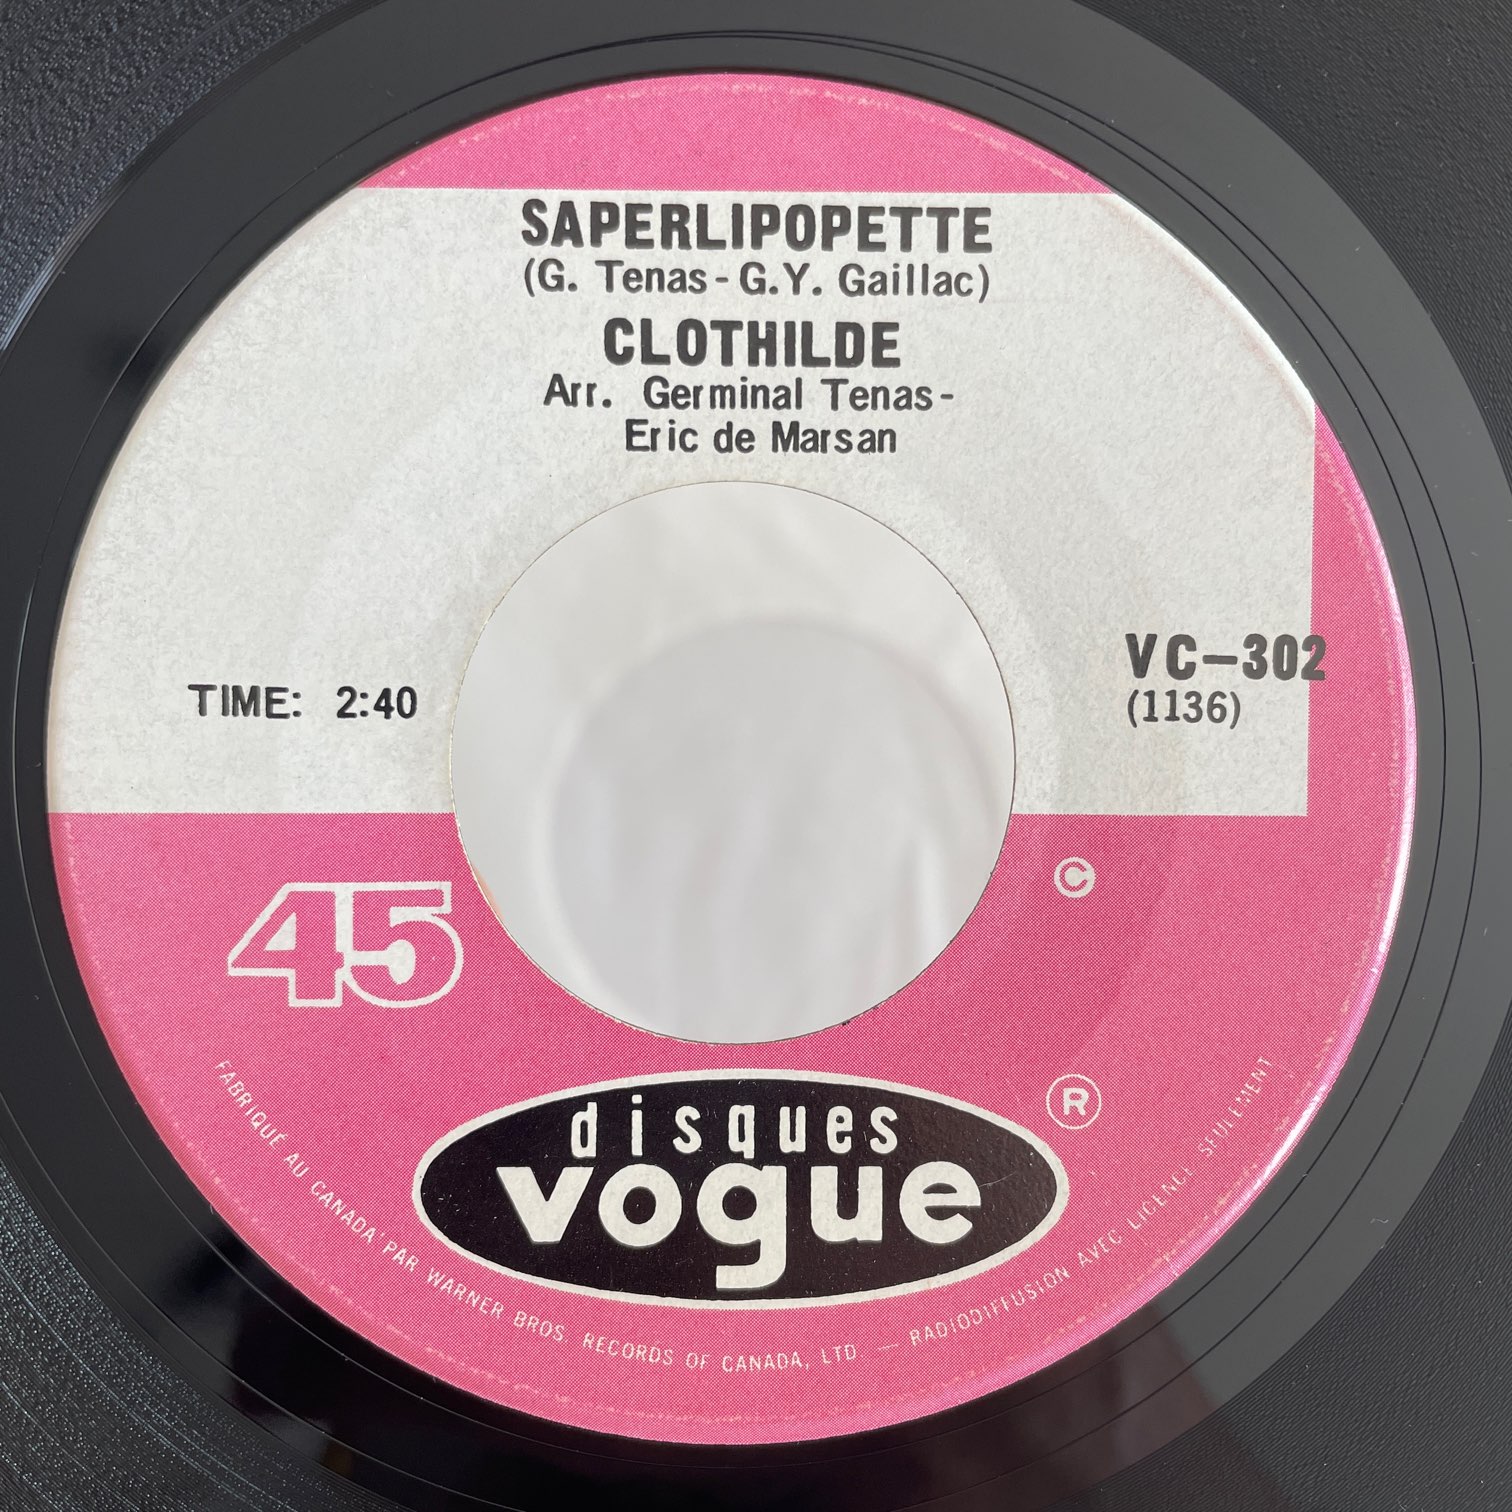 SAPERLIPOPETTE
(G. Tenas - G.Y. Gaillac)
CLOTHILDE
Arr. Germinal Tenas -
Eric de Marsan
TIME: 2:40
VC-302
(1136)
45
©
disques
vogue
®
FABRIQUÉ AU CANADA PAR WARNER BROS. RECORDS OF CANADA, LTD. — RADIODIFFUSION AVEC LICENCE SEULEMENT